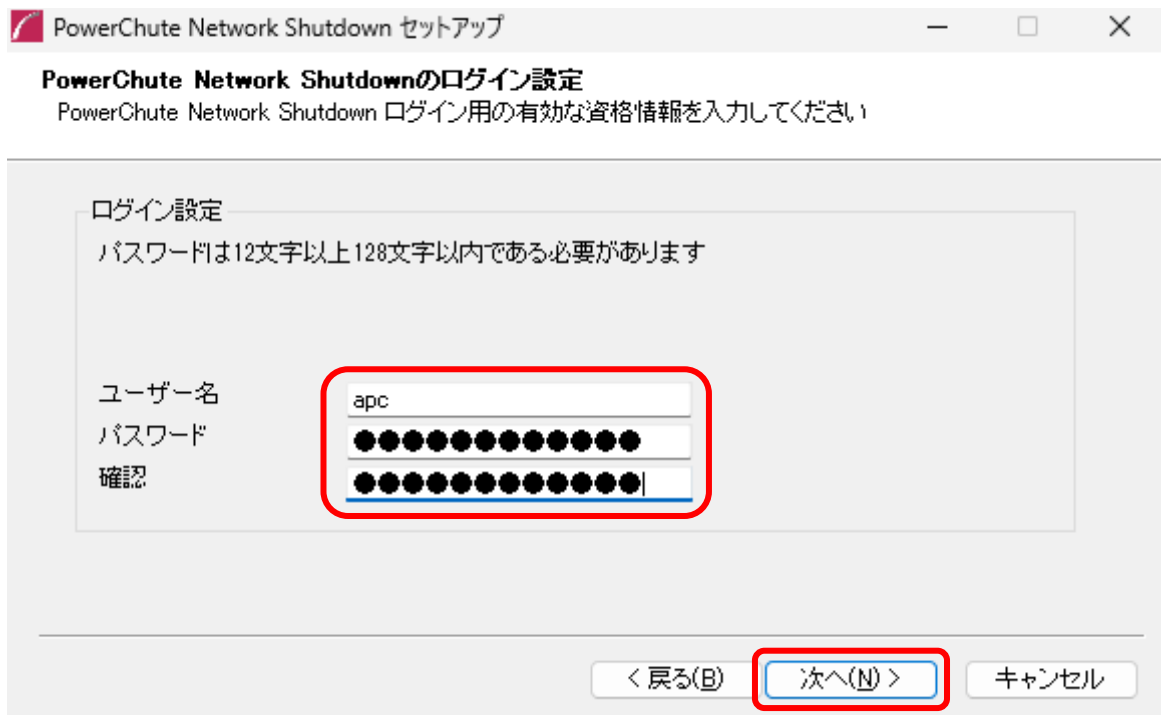 PowerChute Network Shutdown セットアップ
PowerChute Network Shutdownのログイン設定
PowerChute Network Shutdown ログイン用の有効な資格情報を入力してください
ログイン設定
パスワードは12文字以上128文字以内である必要があります
ユーザー名
apc
パスワード
●●●●●●●●●●●●
確認
●●●●●●●●●●●●
< 戻る(B)
次へ(N) >
キャンセル